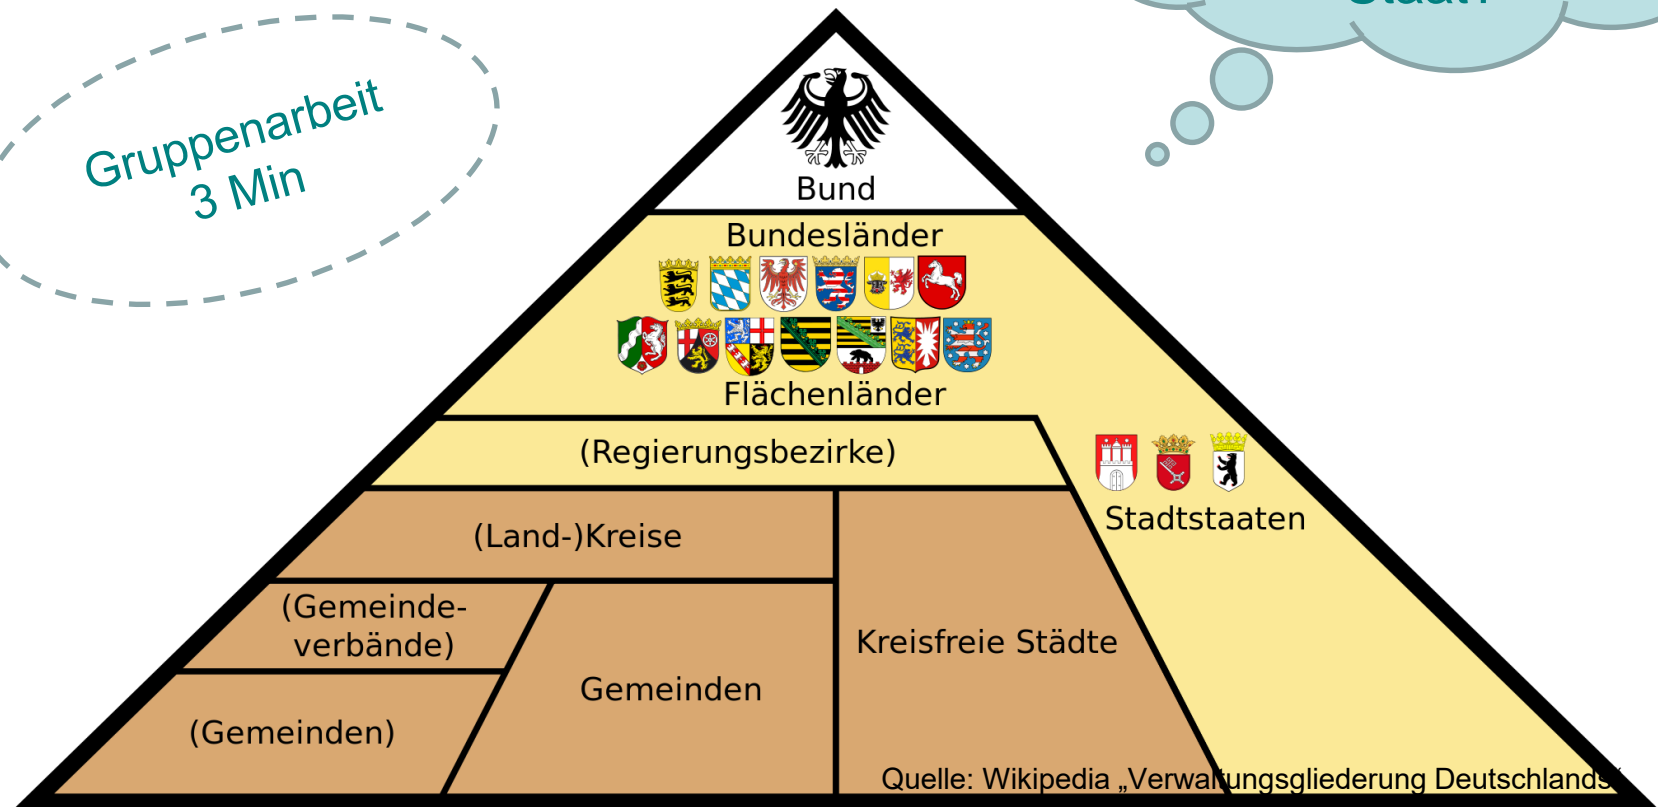 Gruppenarbeit
3 Min
Bund
Bundesländer
Flächenländer
(Regierungsbezirke)
Stadtstaaten
(Land-)Kreise
(Gemeinde-
verbände)
Kreisfreie Städte
Gemeinden
(Gemeinden)
Quelle: Wikipedia „Verwaltungsgliederung Deutschlands“